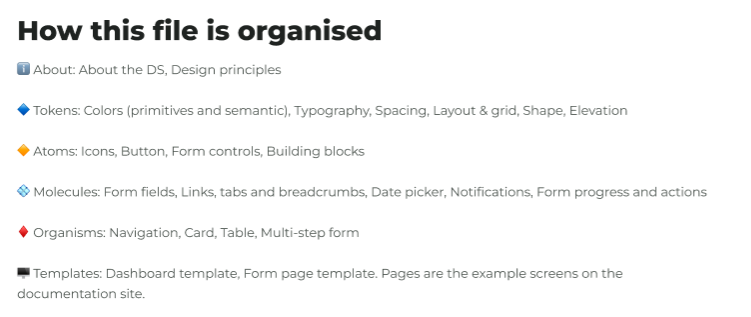 How this file is organised
ℹ️ About: About the DS, Design principles
🔷 Tokens: Colors (primitives and semantic), Typography, Spacing, Layout & grid, Shape, Elevation
🔶 Atoms: Icons, Button, Form controls, Building blocks
💠 Molecules: Form fields, Links, tabs and breadcrumbs, Date picker, Notifications, Form progress and actions
♦️ Organisms: Navigation, Card, Table, Multi-step form
🖥️ Templates: Dashboard template, Form page template. Pages are the example screens on the
documentation site.